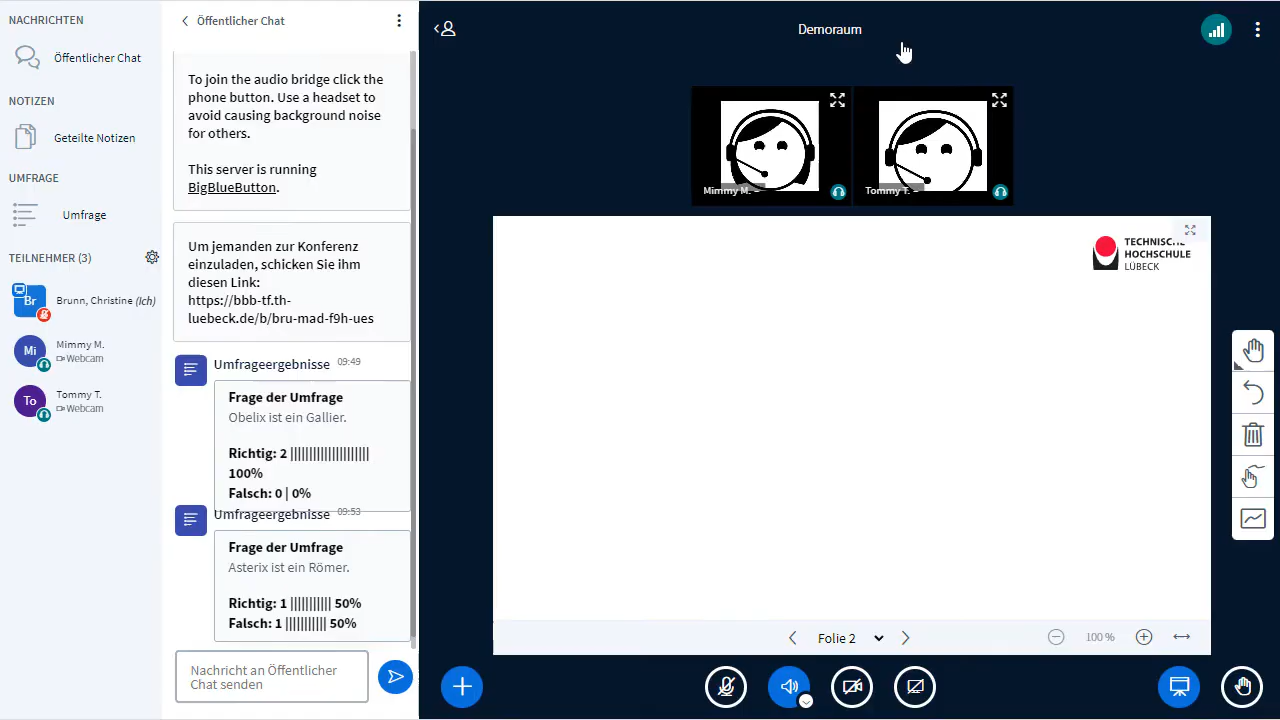 NACHRICHTEN
Öffentlicher Chat
NOTIZEN
Geteilte Notizen
UMFRAGE
Umfrage
TEILNEHMER (3)
Br
Brunn, Christine (Ich)
Mi
Mimmy M.
Webcam
To
Tommy T.
Webcam
Öffentlicher Chat
To join the audio bridge click the
phone button. Use a headset to
avoid causing background noise
for others.
This server is running
BigBlueButton.
Um jemanden zur Konferenz
einzuladen, schicken Sie ihm
diesen Link:
https://bbb-tf.th-
luebeck.de/b/bru-mad-f9h-ues
Umfrageergebnisse 09:49
Frage der Umfrage
Obelix ist ein Gallier.
Richtig: 2 ||||||||||||||||||||
100%
Falsch: 0 | 0%
Umfrageergebnisse 09:53
Frage der Umfrage
Asterix ist ein Römer.
Richtig: 1 |||||||||| 50%
Falsch: 1 |||||||||| 50%
Nachricht an Öffentlicher
Chat senden
Demoraum
Mimmy M.
Tommy T.
TECHNISCHE
HOCHSCHULE
LÜBECK
Folie 2
100 %